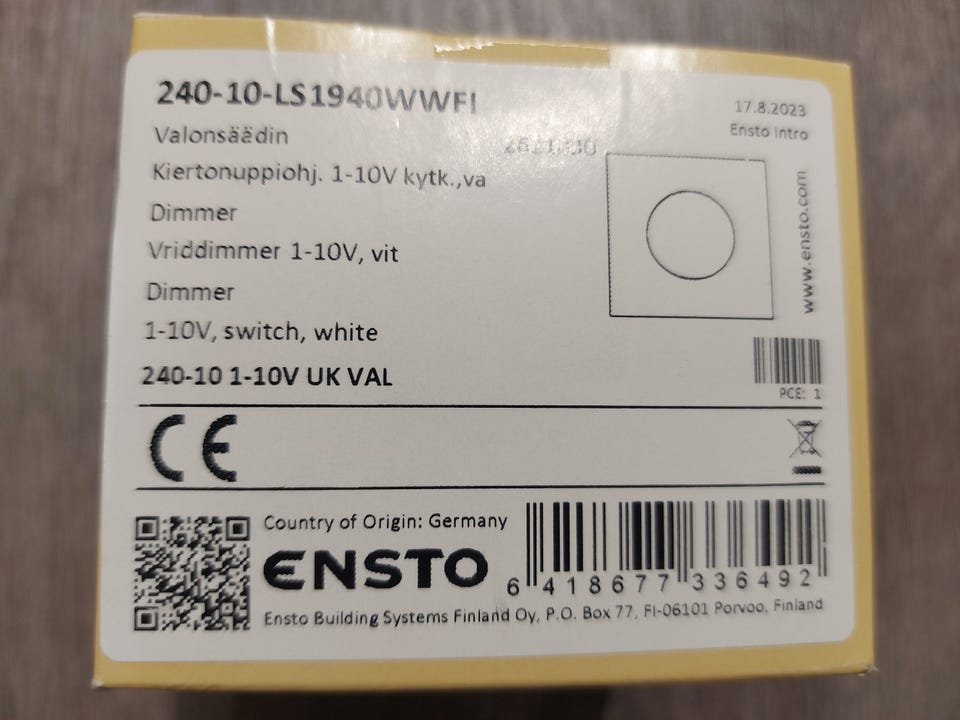 240-10-LS1940WWFI
17.8.2023
Ensto Intro
Valonsäädin
Kiertonuppiohj. 1-10V kytk.,va
Dimmer
Vriddimmer 1-10V, vit
Dimmer
1-10V, switch, white
240-10 1-10V UK VAL
www.ensto.com
PCE: 1
CE
Country of Origin: Germany
ENSTO
Ensto Building Systems Finland Oy, P.O. Box 77, FI-06101 Porvoo, Finland
6 418677 336492